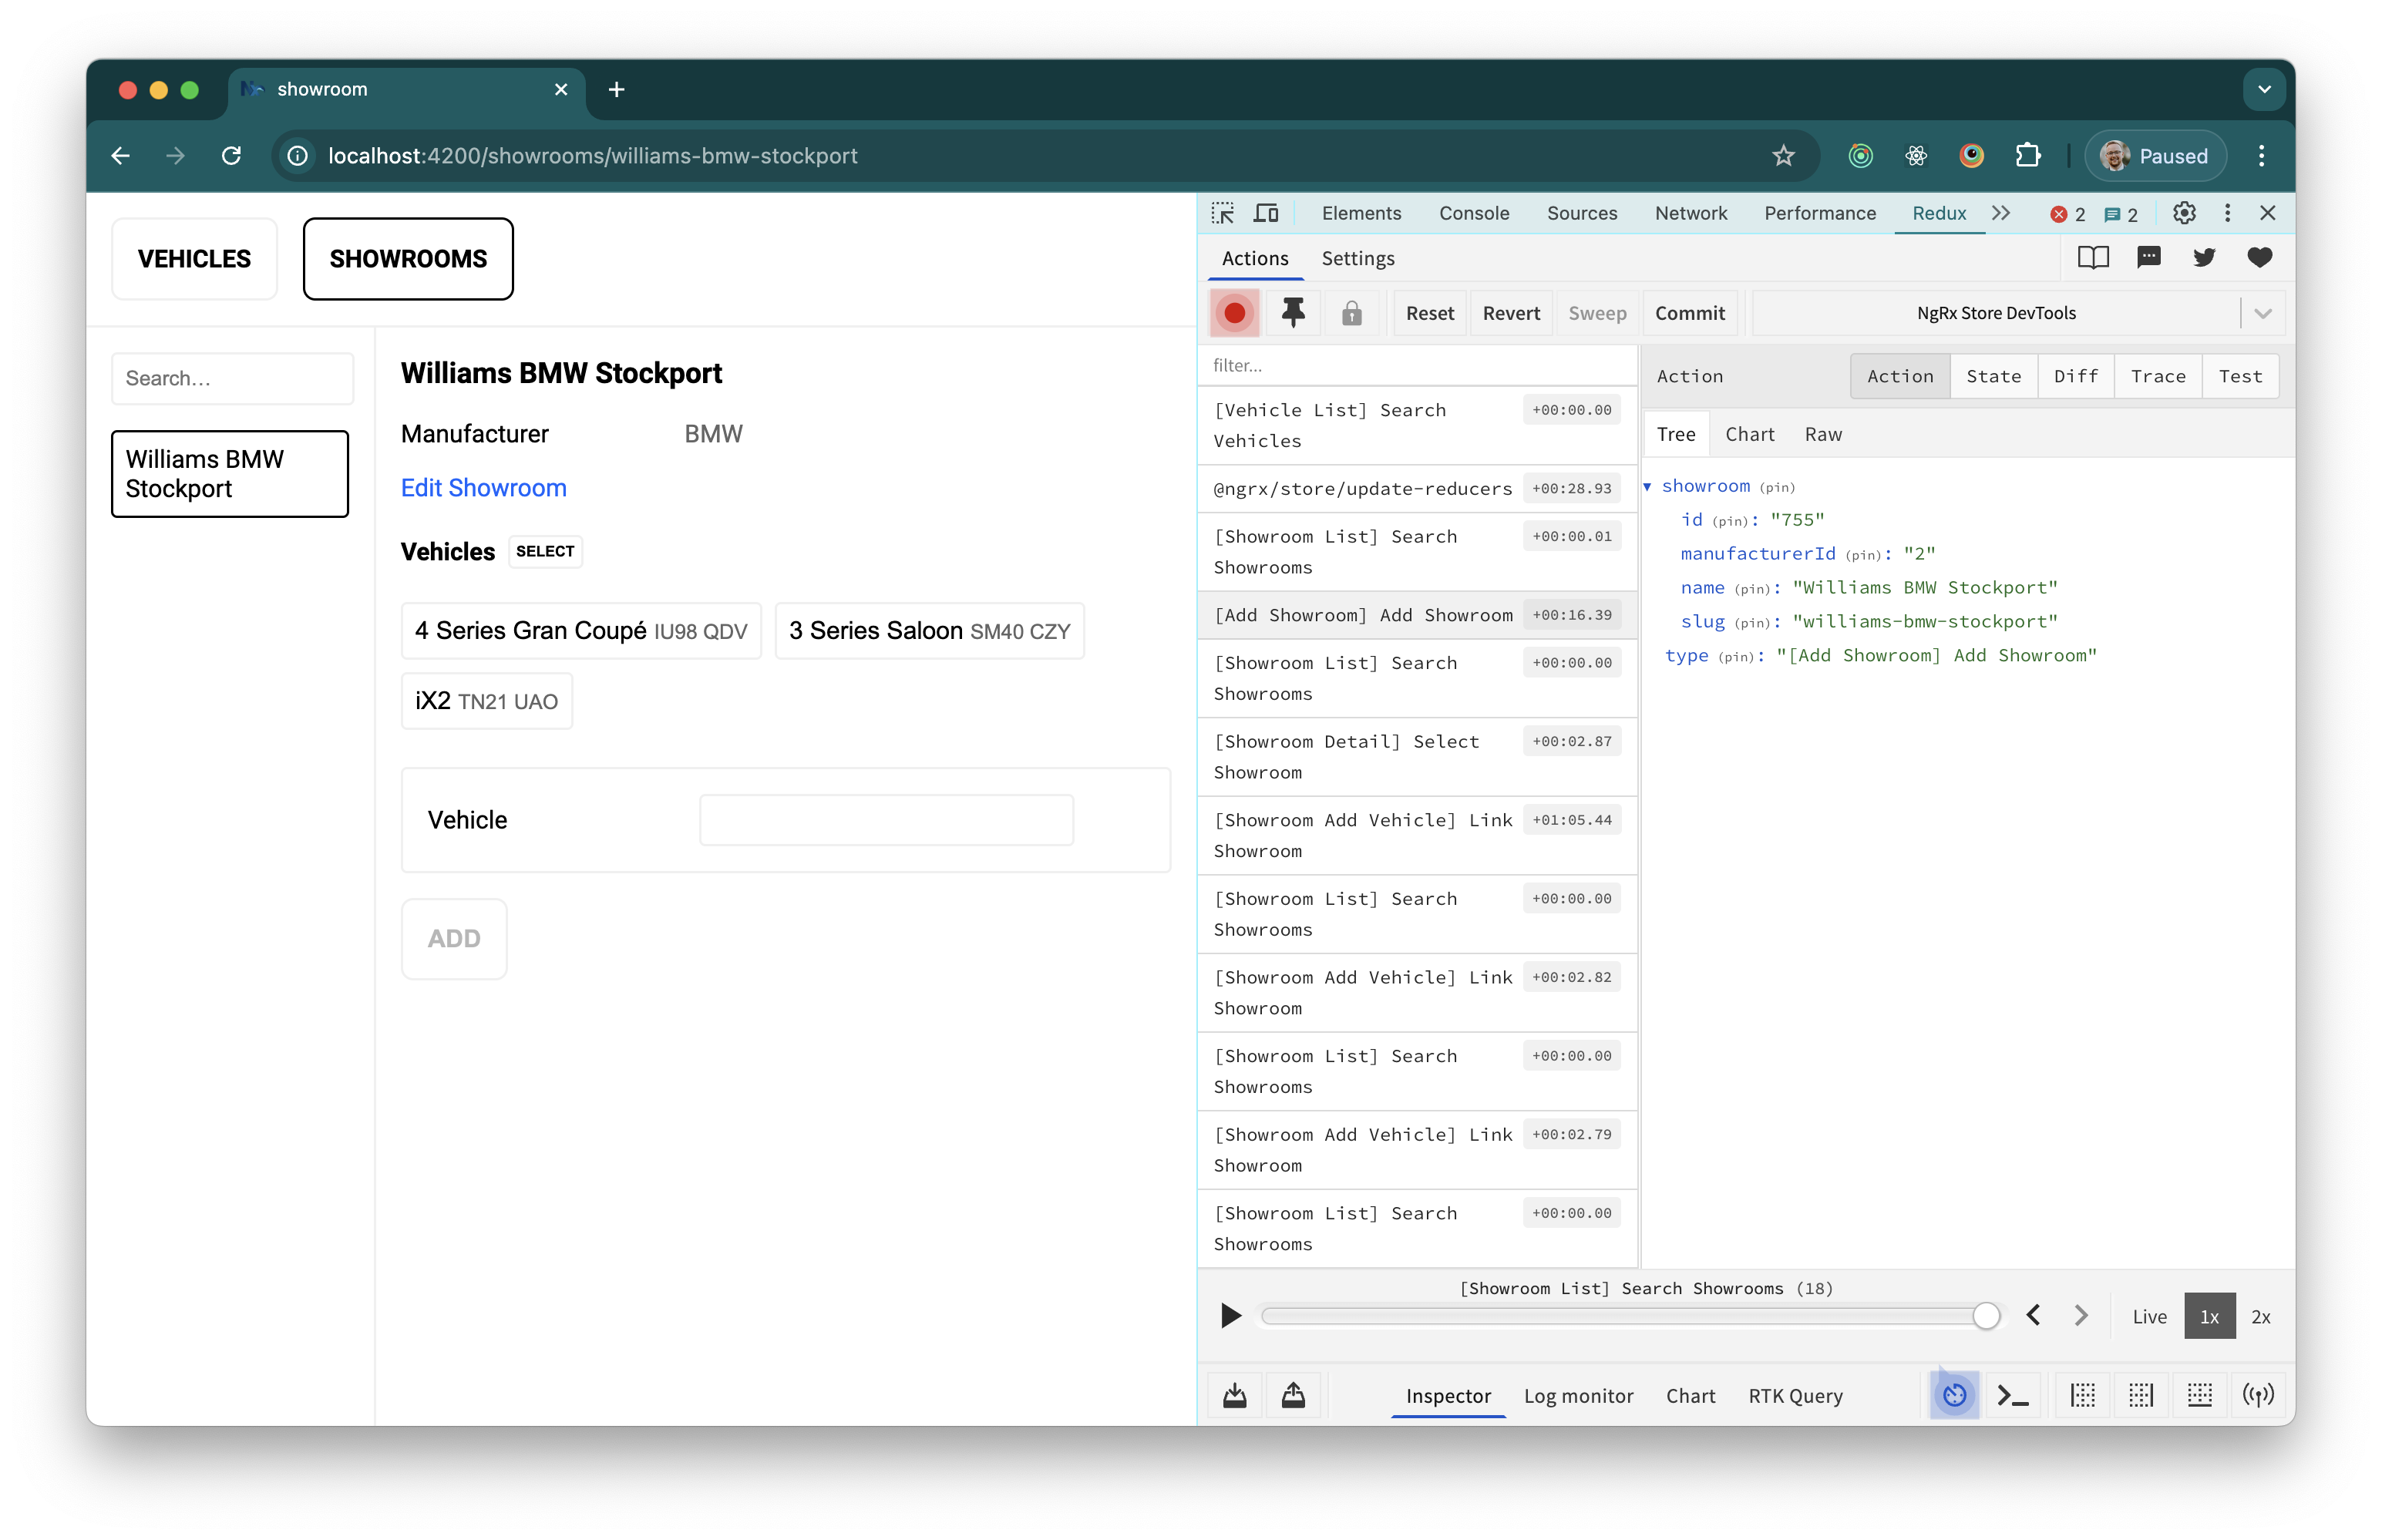 showroom
localhost:4200/showrooms/williams-bmw-stockport
Paused
VEHICLES
SHOWROOMS
Search...
Williams BMW
Stockport
Williams BMW Stockport
Manufacturer BMW
Edit Showroom
Vehicles SELECT
4 Series Gran Coupé IU98 QDV
3 Series Saloon SM40 CZY
iX2 TN21 UAO
Vehicle
ADD
Elements Console Sources Network Performance Redux 2 2
Actions Settings
Reset Revert Sweep Commit NgRx Store DevTools
filter...
[Vehicle List] Search +00:00.00
Vehicles
@ngrx/store/update-reducers +00:28.93
[Showroom List] Search +00:00.01
Showrooms
[Add Showroom] Add Showroom +00:16.39
[Showroom List] Search +00:00.00
Showrooms
[Showroom Detail] Select +00:02.87
Showroom
[Showroom Add Vehicle] Link +01:05.44
Showroom
[Showroom List] Search +00:00.00
Showrooms
[Showroom Add Vehicle] Link +00:02.82
Showroom
[Showroom List] Search +00:00.00
Showrooms
[Showroom Add Vehicle] Link +00:02.79
Showroom
[Showroom List] Search +00:00.00
Showrooms
Action Action State Diff Trace Test
Tree Chart Raw
showroom (pin)
id (pin): "755"
manufacturerId (pin): "2"
name (pin): "Williams BMW Stockport"
slug (pin): "williams-bmw-stockport"
type (pin): "[Add Showroom] Add Showroom"
[Showroom List] Search Showrooms (18)
Live 1x 2x
Inspector Log monitor Chart RTK Query